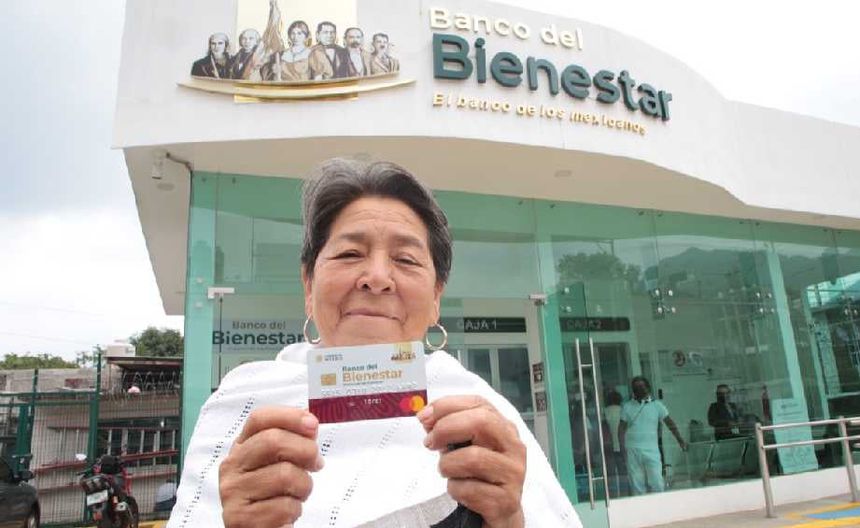 Banco del
Bienestar
El banco de los mexicanos
Banco del
Bienestar
CAJA 1
CAJA 2
Banco del
Bienestar